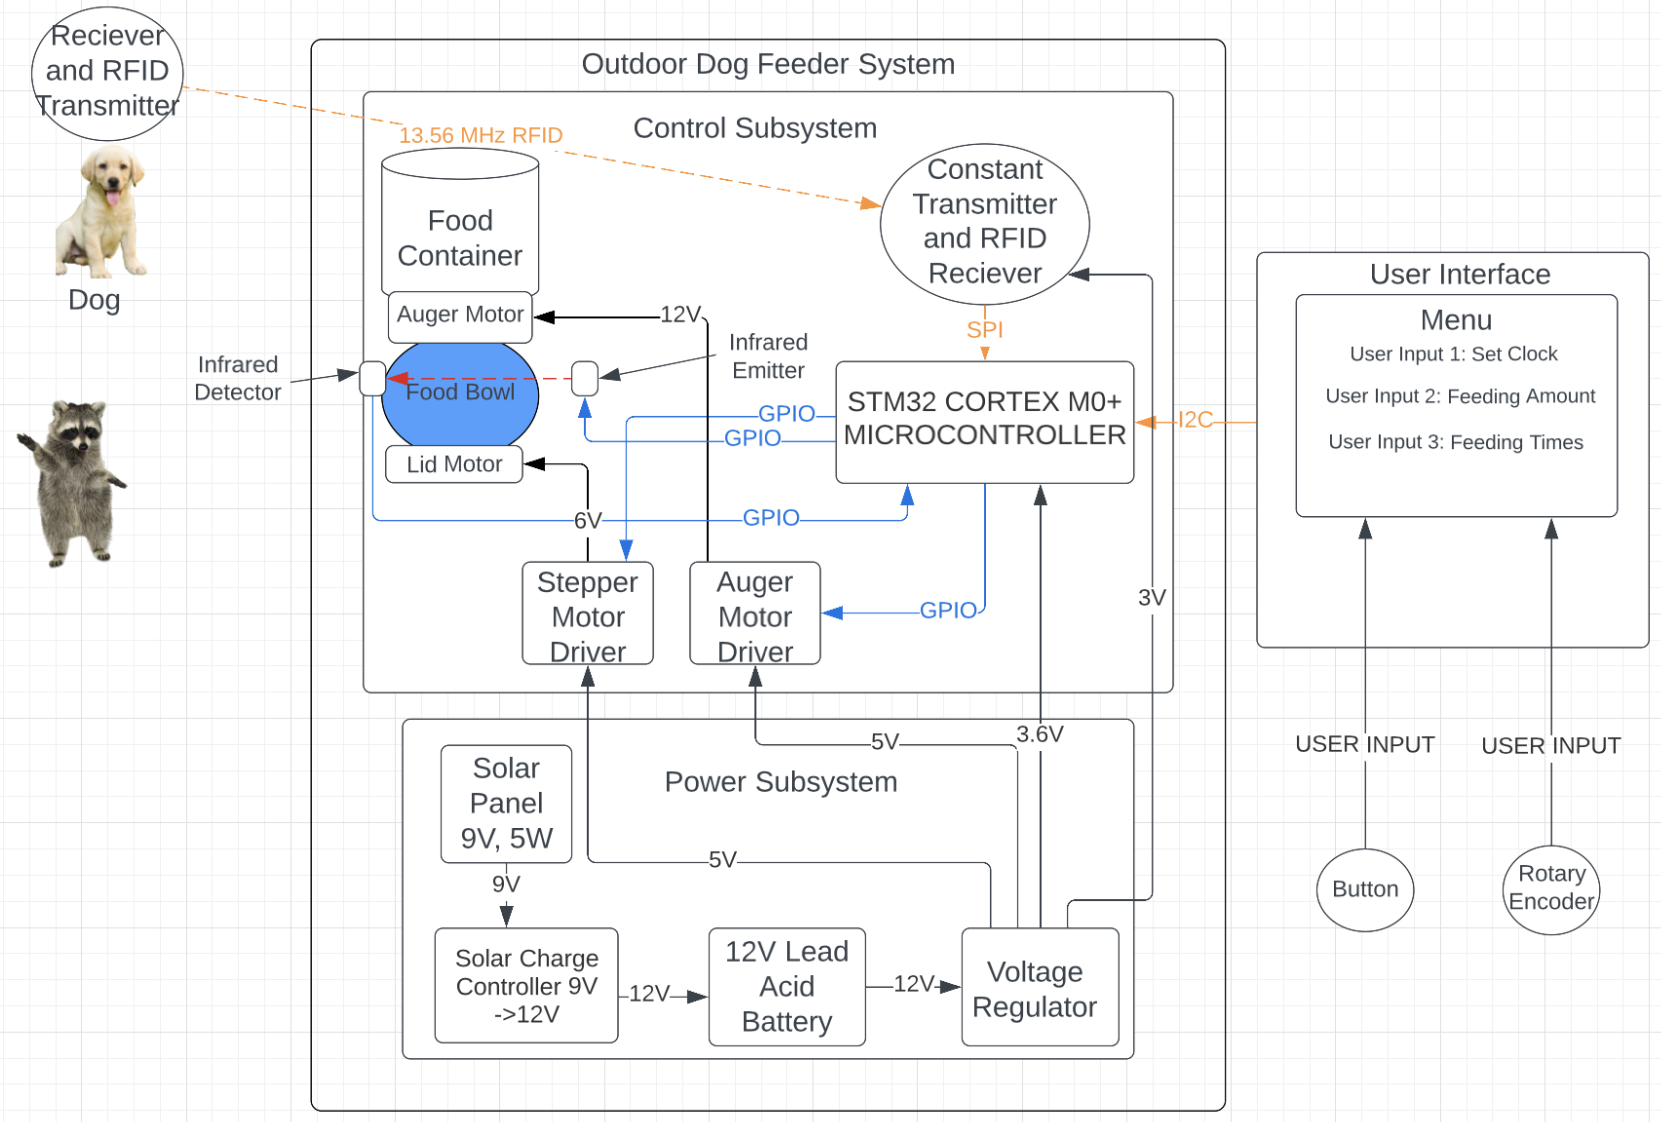 Reciever
and RFID
Transmitter
Dog
Outdoor Dog Feeder System
Control Subsystem
13.56 MHz RFID
Food
Container
Auger Motor
12V
Infrared
Detector
Infrared
Emitter
Food Bowl
Lid Motor
6V
Constant
Transmitter
and RFID
Reciever
SPI
STM32 CORTEX M0+
MICROCONTROLLER
GPIO
GPIO
GPIO
GPIO
I2C
Stepper
Motor
Driver
Auger
Motor
Driver
3V
User Interface
Menu
User Input 1: Set Clock
User Input 2: Feeding Amount
User Input 3: Feeding Times
USER INPUT
USER INPUT
Button
Rotary
Encoder
Power Subsystem
5V
3.6V
5V
Solar
Panel
9V, 5W
9V
Solar Charge
Controller 9V
->12V
12V
12V Lead
Acid
Battery
12V
Voltage
Regulator